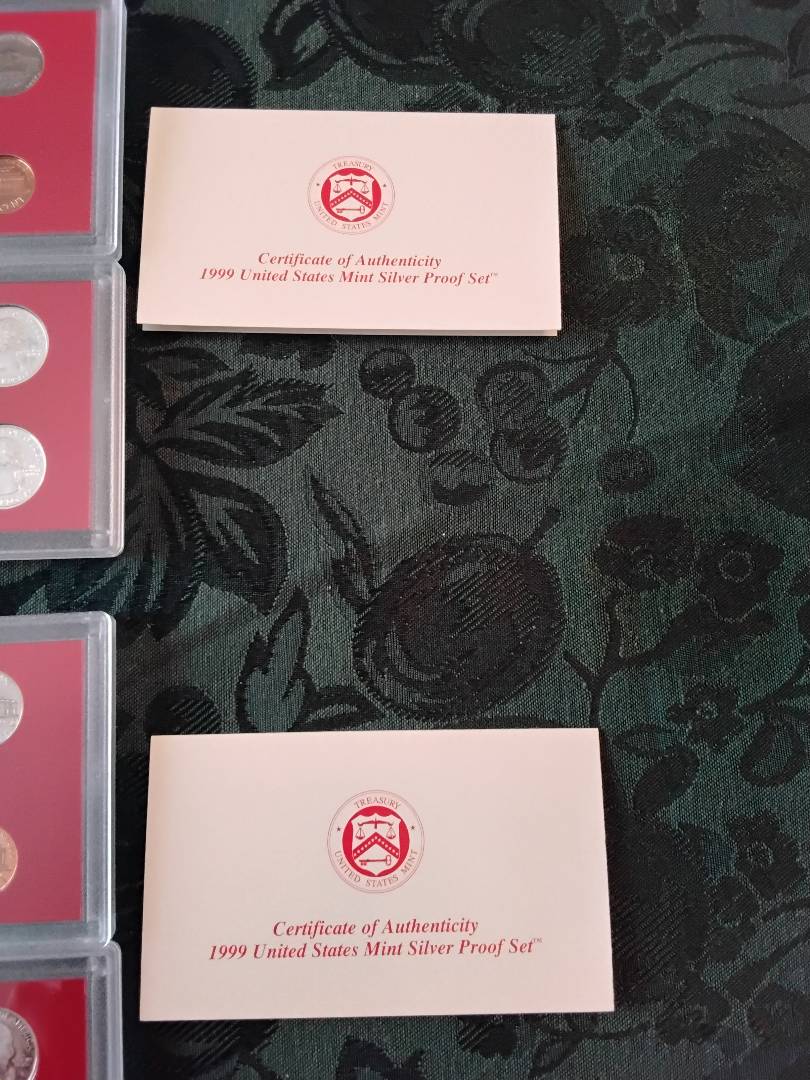 TREASURY
UNITED STATES MINT
Certificate of Authenticity
1999 United States Mint Silver Proof Set™
TREASURY
UNITED STATES MINT
Certificate of Authenticity
1999 United States Mint Silver Proof Set™